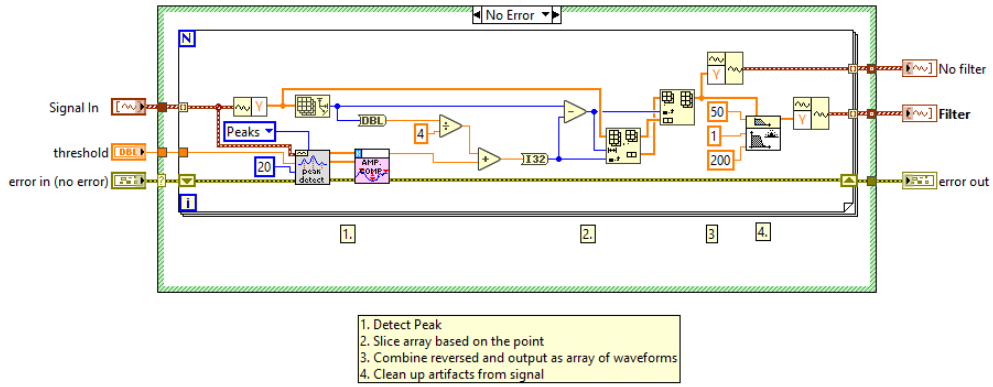 No Error
N
No filter
Signal In
Y
Y
Filter
Y
50
DBL
Peaks
4
1
threshold
DBL
20
I32
200
peak
detect
AMP.
COMP.
error in (no error)
?
error out
i
1.
2.
3
4.
1. Detect Peak
2. Slice array based on the point
3. Combine reversed and output as array of waveforms
4. Clean up artifacts from signal